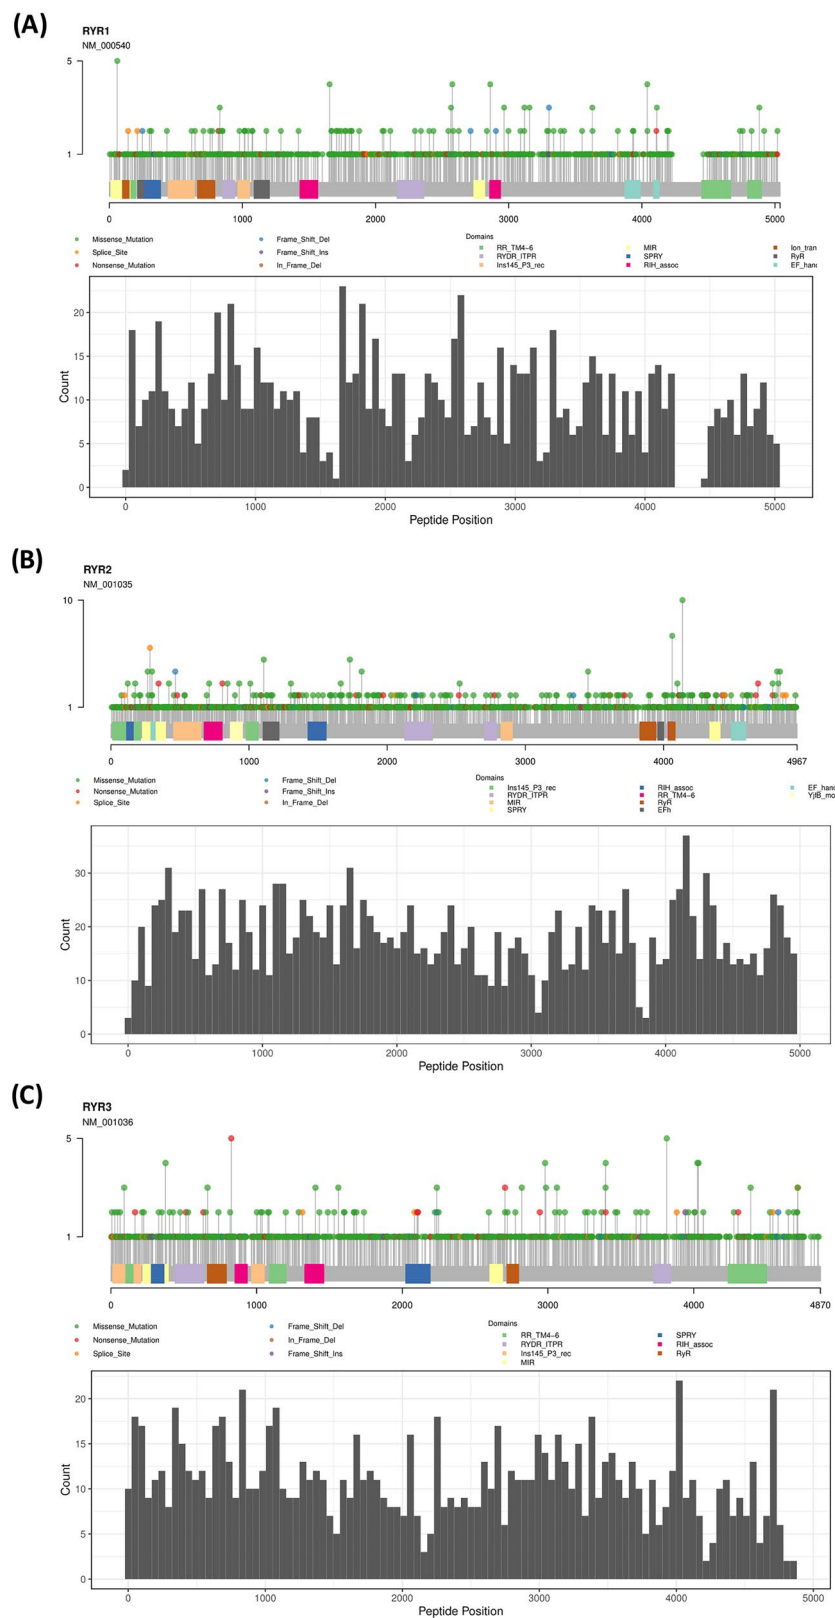 (A)
RYR1
NM_000540
5
1
0 1000 2000 3000 4000 5000
Missense_Mutation Frame_Shift_Del
Splice_Site Frame_Shift_Ins
Nonsense_Mutation In_Frame_Del
Domains
RR_TM4-6 MIR Ion_tran
RYDR_ITPR SPRY RyR
Ins145_P3_rec RIH_assoc EF_hand
20
15
10
5
0
Count
0 1000 2000 3000 4000 5000
Peptide Position
(B)
RYR2
NM_001035
10
1
0 1000 2000 3000 4000 4967
Missense_Mutation Frame_Shift_Del
Nonsense_Mutation Frame_Shift_Ins
Splice_Site In_Frame_Del
Domains
Ins145_P3_rec RIH_assoc EF_hand
RYDR_ITPR RR_TM4-6 YjIB_mo
MIR RyR
SPRY EFh
30
20
10
0
Count
0 1000 2000 3000 4000 5000
Peptide Position
(C)
RYR3
NM_001036
5
1
0 1000 2000 3000 4000 4870
Missense_Mutation Frame_Shift_Del
Nonsense_Mutation In_Frame_Del
Splice_Site Frame_Shift_Ins
Domains
RR_TM4-6 SPRY
RYDR_ITPR RIH_assoc
Ins145_P3_rec RyR
MIR
20
15
10
5
0
Count
0 1000 2000 3000 4000 5000
Peptide Position